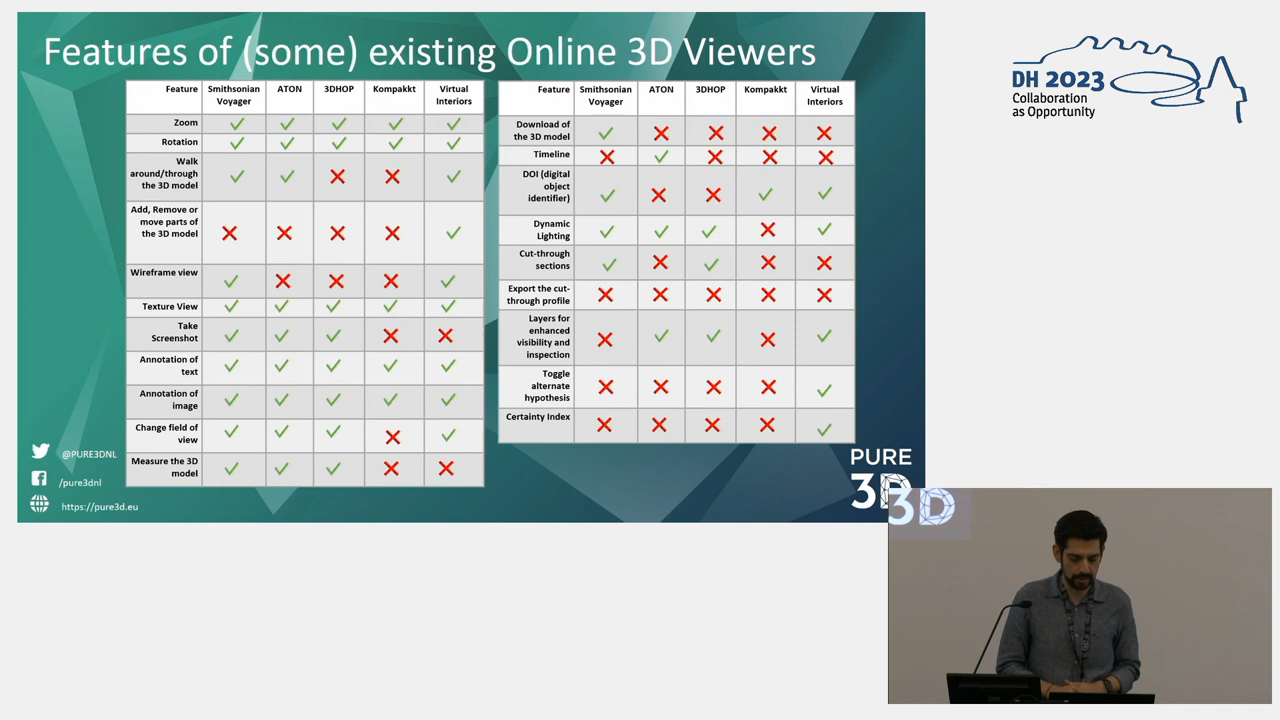 Features of (some) existing Online 3D Viewers
Feature Smithsonian Voyager ATON 3DHOP Kompakkt Virtual Interiors
Zoom ✓ ✓ ✓ ✓ ✓
Rotation ✓ ✓ ✓ ✓ ✓
Walk around/through the 3D model ✓ ✓ ✗ ✗ ✓
Add, Remove or move parts of the 3D model ✗ ✗ ✗ ✗ ✓
Wireframe view ✓ ✗ ✗ ✗ ✓
Texture View ✓ ✓ ✓ ✓ ✓
Take Screenshot ✓ ✓ ✓ ✗ ✗
Annotation of text ✓ ✓ ✓ ✓ ✓
Annotation of image ✓ ✓ ✓ ✓ ✓
Change field of view ✓ ✓ ✓ ✗ ✓
Measure the 3D model ✓ ✓ ✓ ✗ ✗
Feature Smithsonian Voyager ATON 3DHOP Kompakkt Virtual Interiors
Download of the 3D model ✓ ✗ ✗ ✗ ✗
Timeline ✗ ✓ ✗ ✗ ✗
DOI (digital object identifier) ✓ ✗ ✗ ✓ ✓
Dynamic Lighting ✓ ✓ ✓ ✗ ✓
Cut-through sections ✓ ✗ ✓ ✗ ✗
Export the cut-through profile ✗ ✗ ✗ ✗ ✗
Layers for enhanced visibility and inspection ✗ ✓ ✓ ✗ ✓
Toggle alternate hypothesis ✗ ✗ ✗ ✗ ✓
Certainty Index ✗ ✗ ✗ ✗ ✓
@PURE3DNL
/pure3dnl
https://pure3d.eu
PURE
3D
3D
DH 2023
Collaboration
as Opportunity